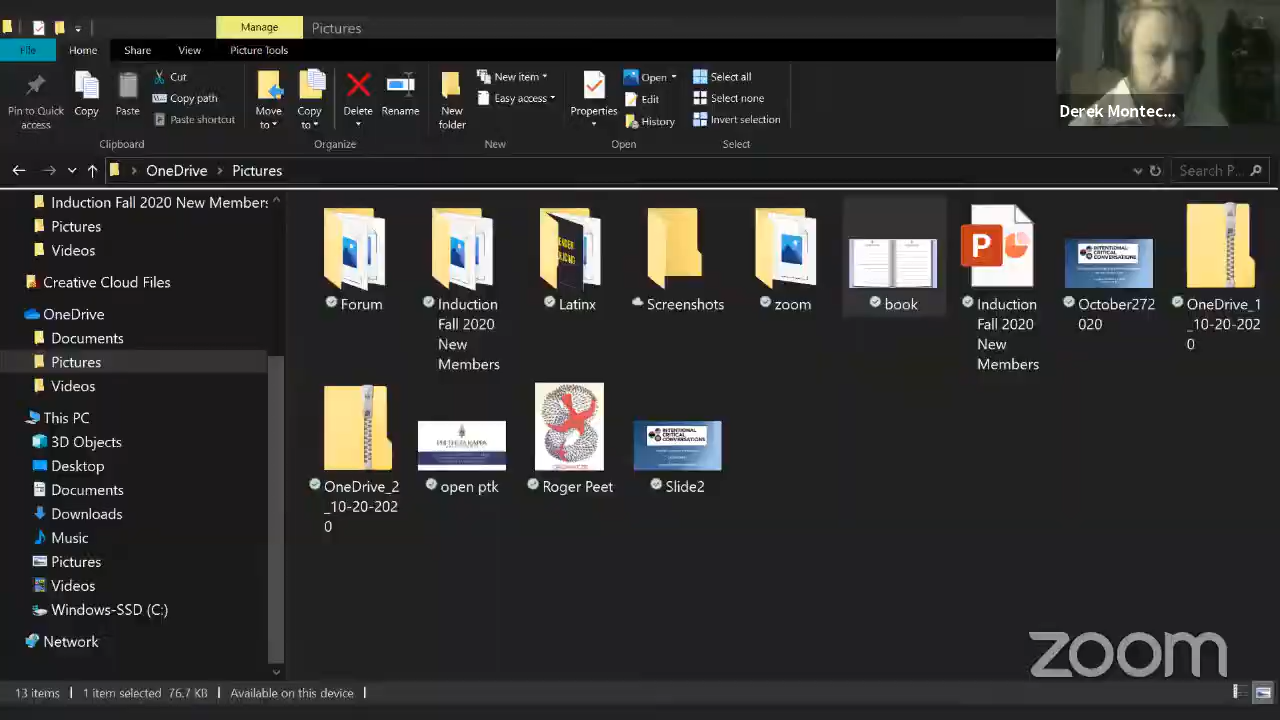 Manage
Pictures
File
Home
Share
View
Picture Tools
Pin to Quick
access
Copy
Paste
Cut
Copy path
Paste shortcut
Clipboard
Move
to
Copy
to
Delete
Rename
Organize
New
folder
New item
Easy access
New
Properties
Open
Edit
History
Open
Select all
Select none
Invert selection
Select
Derek Montec...
OneDrive > Pictures
Search P...
Induction Fall 2020 New Members
Pictures
Videos
Creative Cloud Files
OneDrive
Documents
Pictures
Videos
This PC
3D Objects
Desktop
Documents
Downloads
Music
Pictures
Videos
Windows-SSD (C:)
Network
Forum
Induction
Fall 2020
New
Members
Latinx
Screenshots
zoom
book
P
Induction
Fall 2020
New
Members
INTENTIONAL
CRITICAL
CONVERSATIONS
October272
020
OneDrive_1
_10-20-202
0
OneDrive_2
_10-20-202
0
open ptk
Roger Peet
INTENTIONAL
CRITICAL
CONVERSATIONS
Slide2
zoom
13 items
1 item selected 76.7 KB
Available on this device